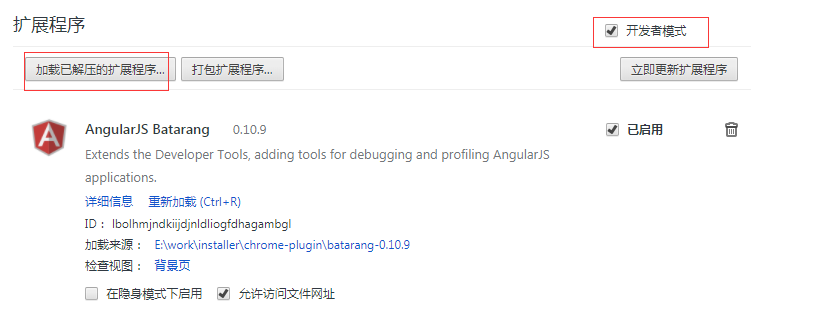 扩展程序
开发者模式
加载已解压的扩展程序... 打包扩展程序... 立即更新扩展程序
AngularJS Batarang 0.10.9 已启用
Extends the Developer Tools, adding tools for debugging and profiling AngularJS
applications.
详细信息 重新加载 (Ctrl+R)
ID： lbolhmjndkiijdjnldliogfdhagambgl
加载来源： E:\work\installer\chrome-plugin\batarang-0.10.9
检查视图： 背景页
在隐身模式下启用 允许访问文件网址